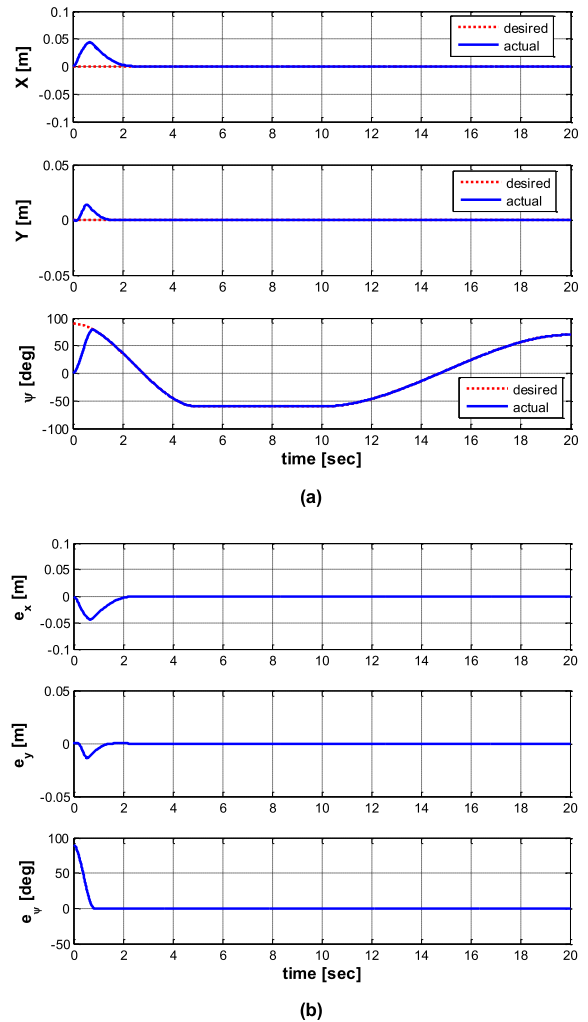 0.1
0.05
0
-0.05
-0.1
X [m]
desired
actual
0 2 4 6 8 10 12 14 16 18 20
0.05
0
-0.05
Y [m]
desired
actual
0 2 4 6 8 10 12 14 16 18 20
100
50
0
-50
-100
ψ [deg]
desired
actual
0 2 4 6 8 10 12 14 16 18 20
time [sec]
(a)
0.1
0.05
0
-0.05
-0.1
e_x [m]
0 2 4 6 8 10 12 14 16 18 20
0.05
0
-0.05
e_y [m]
0 2 4 6 8 10 12 14 16 18 20
100
50
0
-50
e_ψ [deg]
0 2 4 6 8 10 12 14 16 18 20
time [sec]
(b)